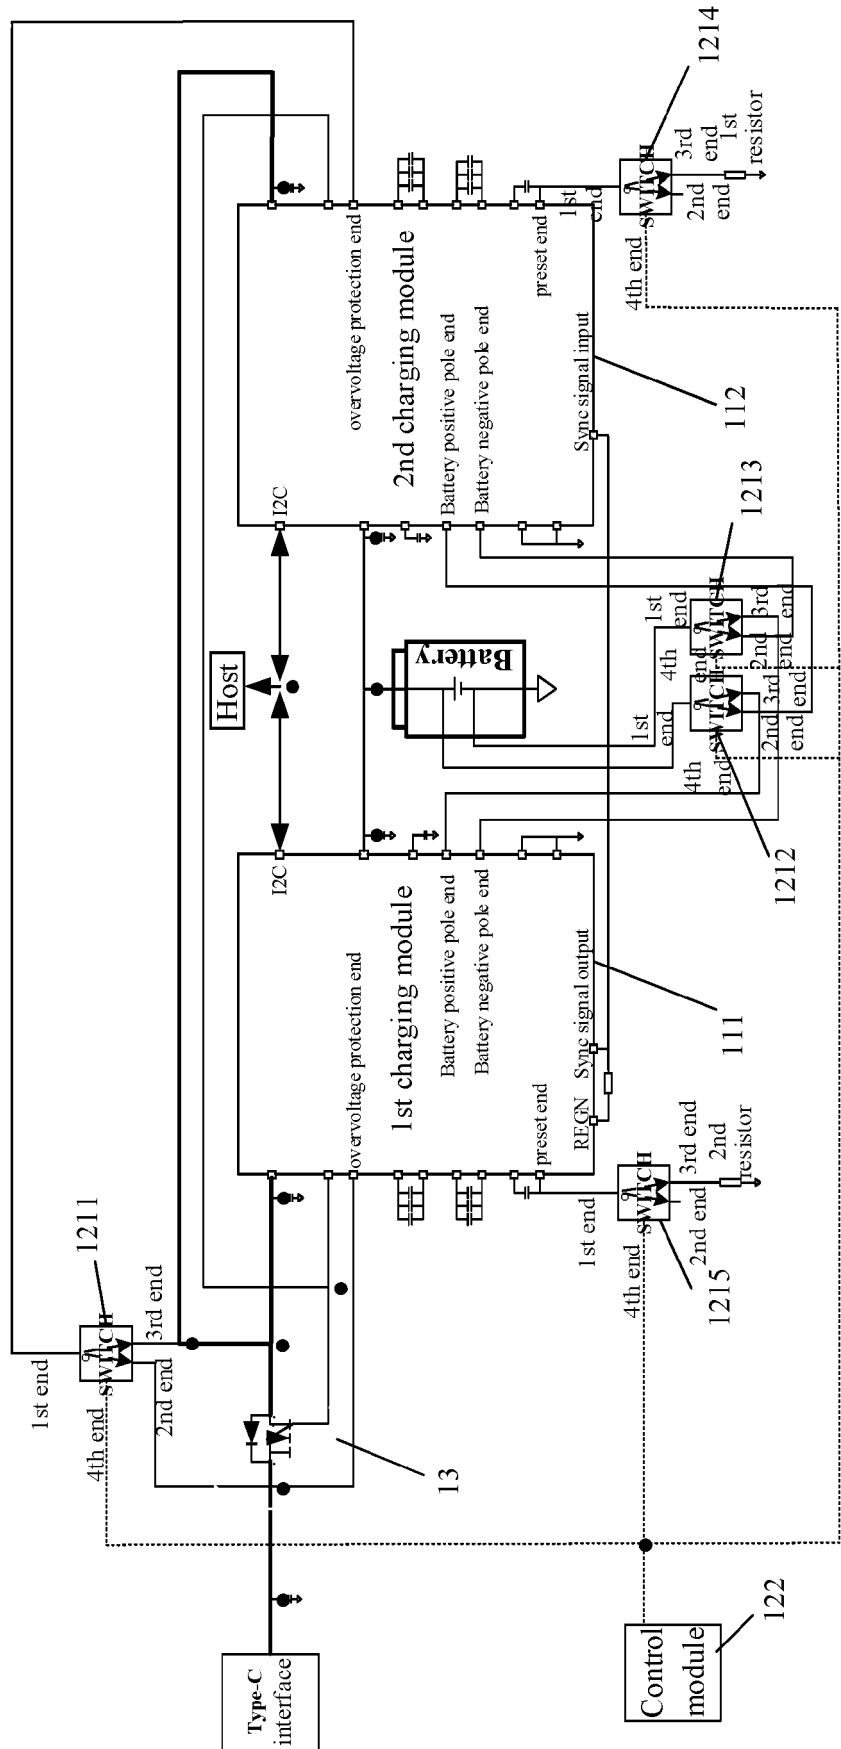 1211
1st end
SWITCH
3rd end
2nd end
4th end
13
Type-C
interface
Host
I2C
overvoltage protection end
1st charging module
Battery positive pole end
Battery negative pole end
Sync signal output
REGN
preset end
111
1st end
SWITCH
3rd end
2nd end
4th end
2nd
resistor
1215
Control
module
122
Battery
1st
end
SWITCH
4th
end
2nd
end
3rd
end
1212
1st
end
SWITCH
4th
end
2nd
end
3rd
end
1213
I2C
overvoltage protection end
2nd charging module
Battery positive pole end
Battery negative pole end
Sync signal input
preset end
112
1st
end
SWITCH
3rd
end
2nd
end
4th end
1st
resistor
1214